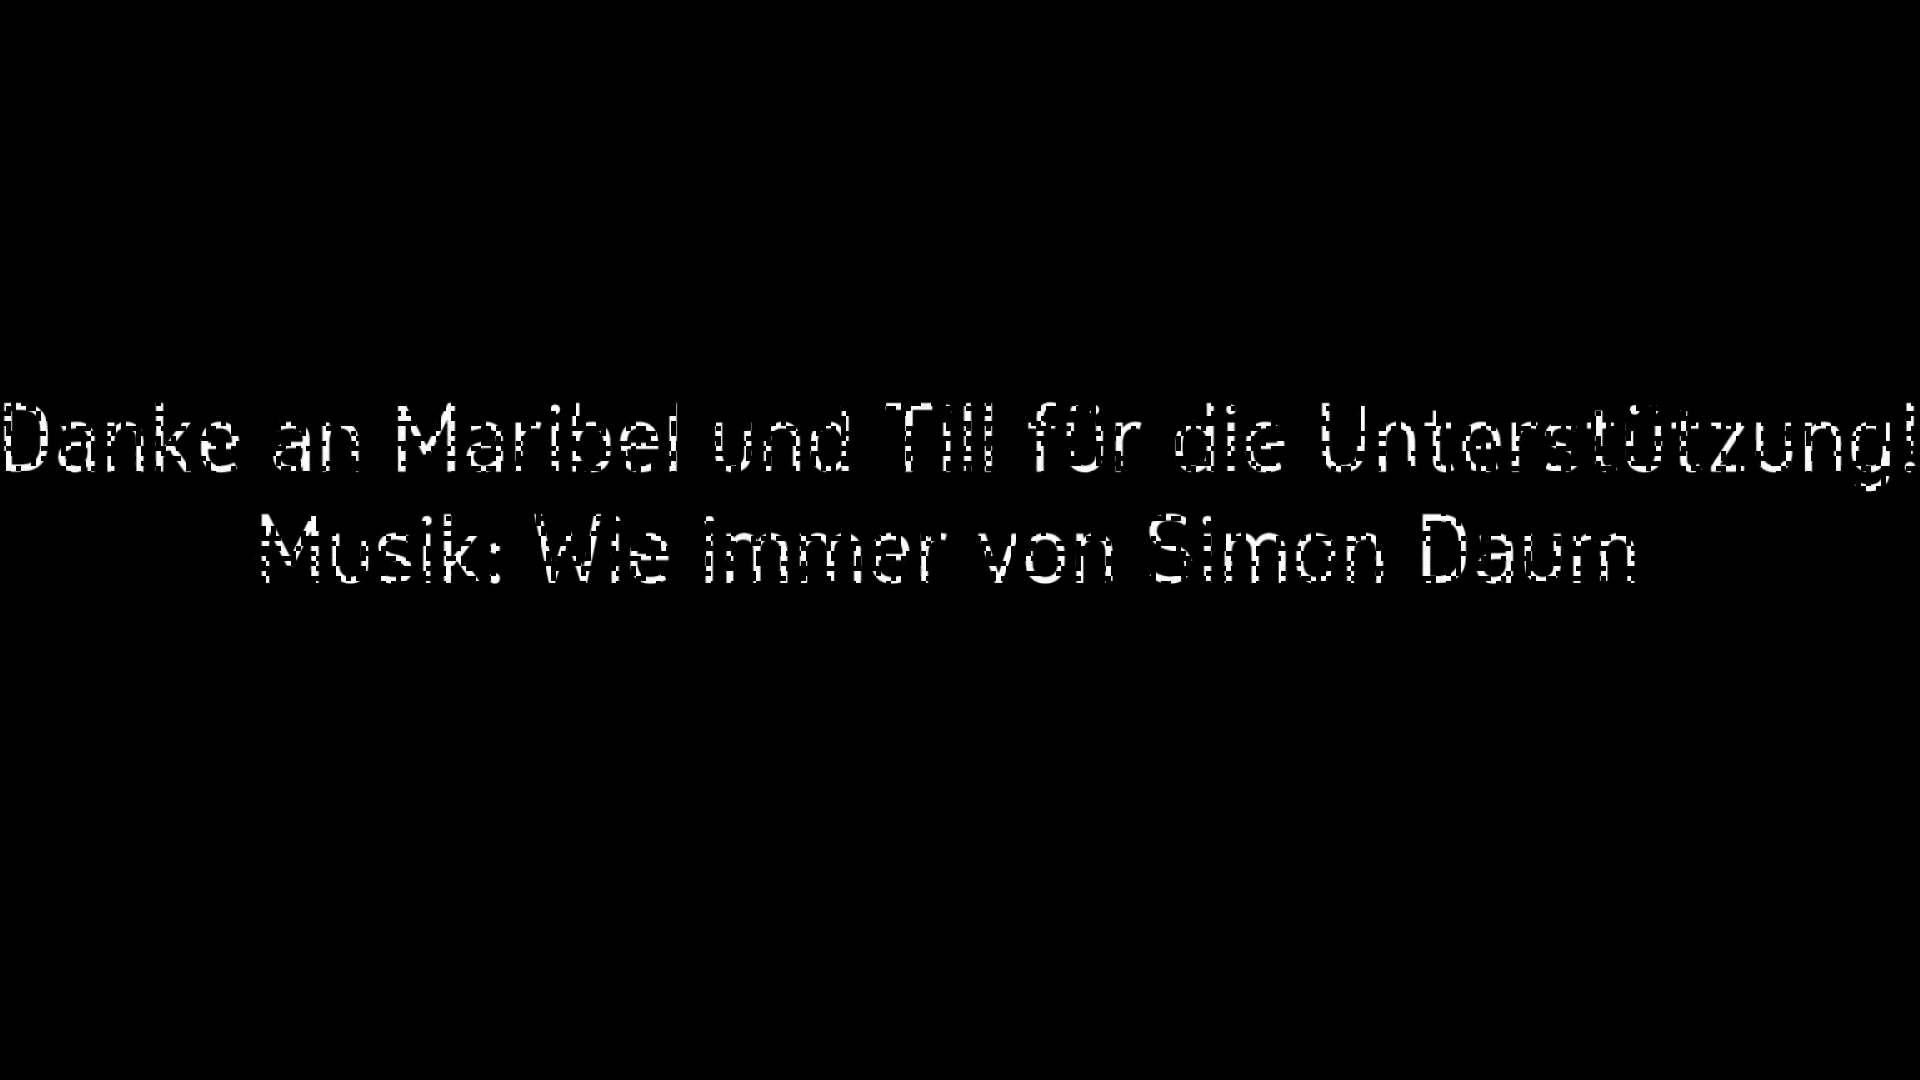 Danke an Maribel und Till für die Unterstützung!
Musik: Wie immer von Simon Daum